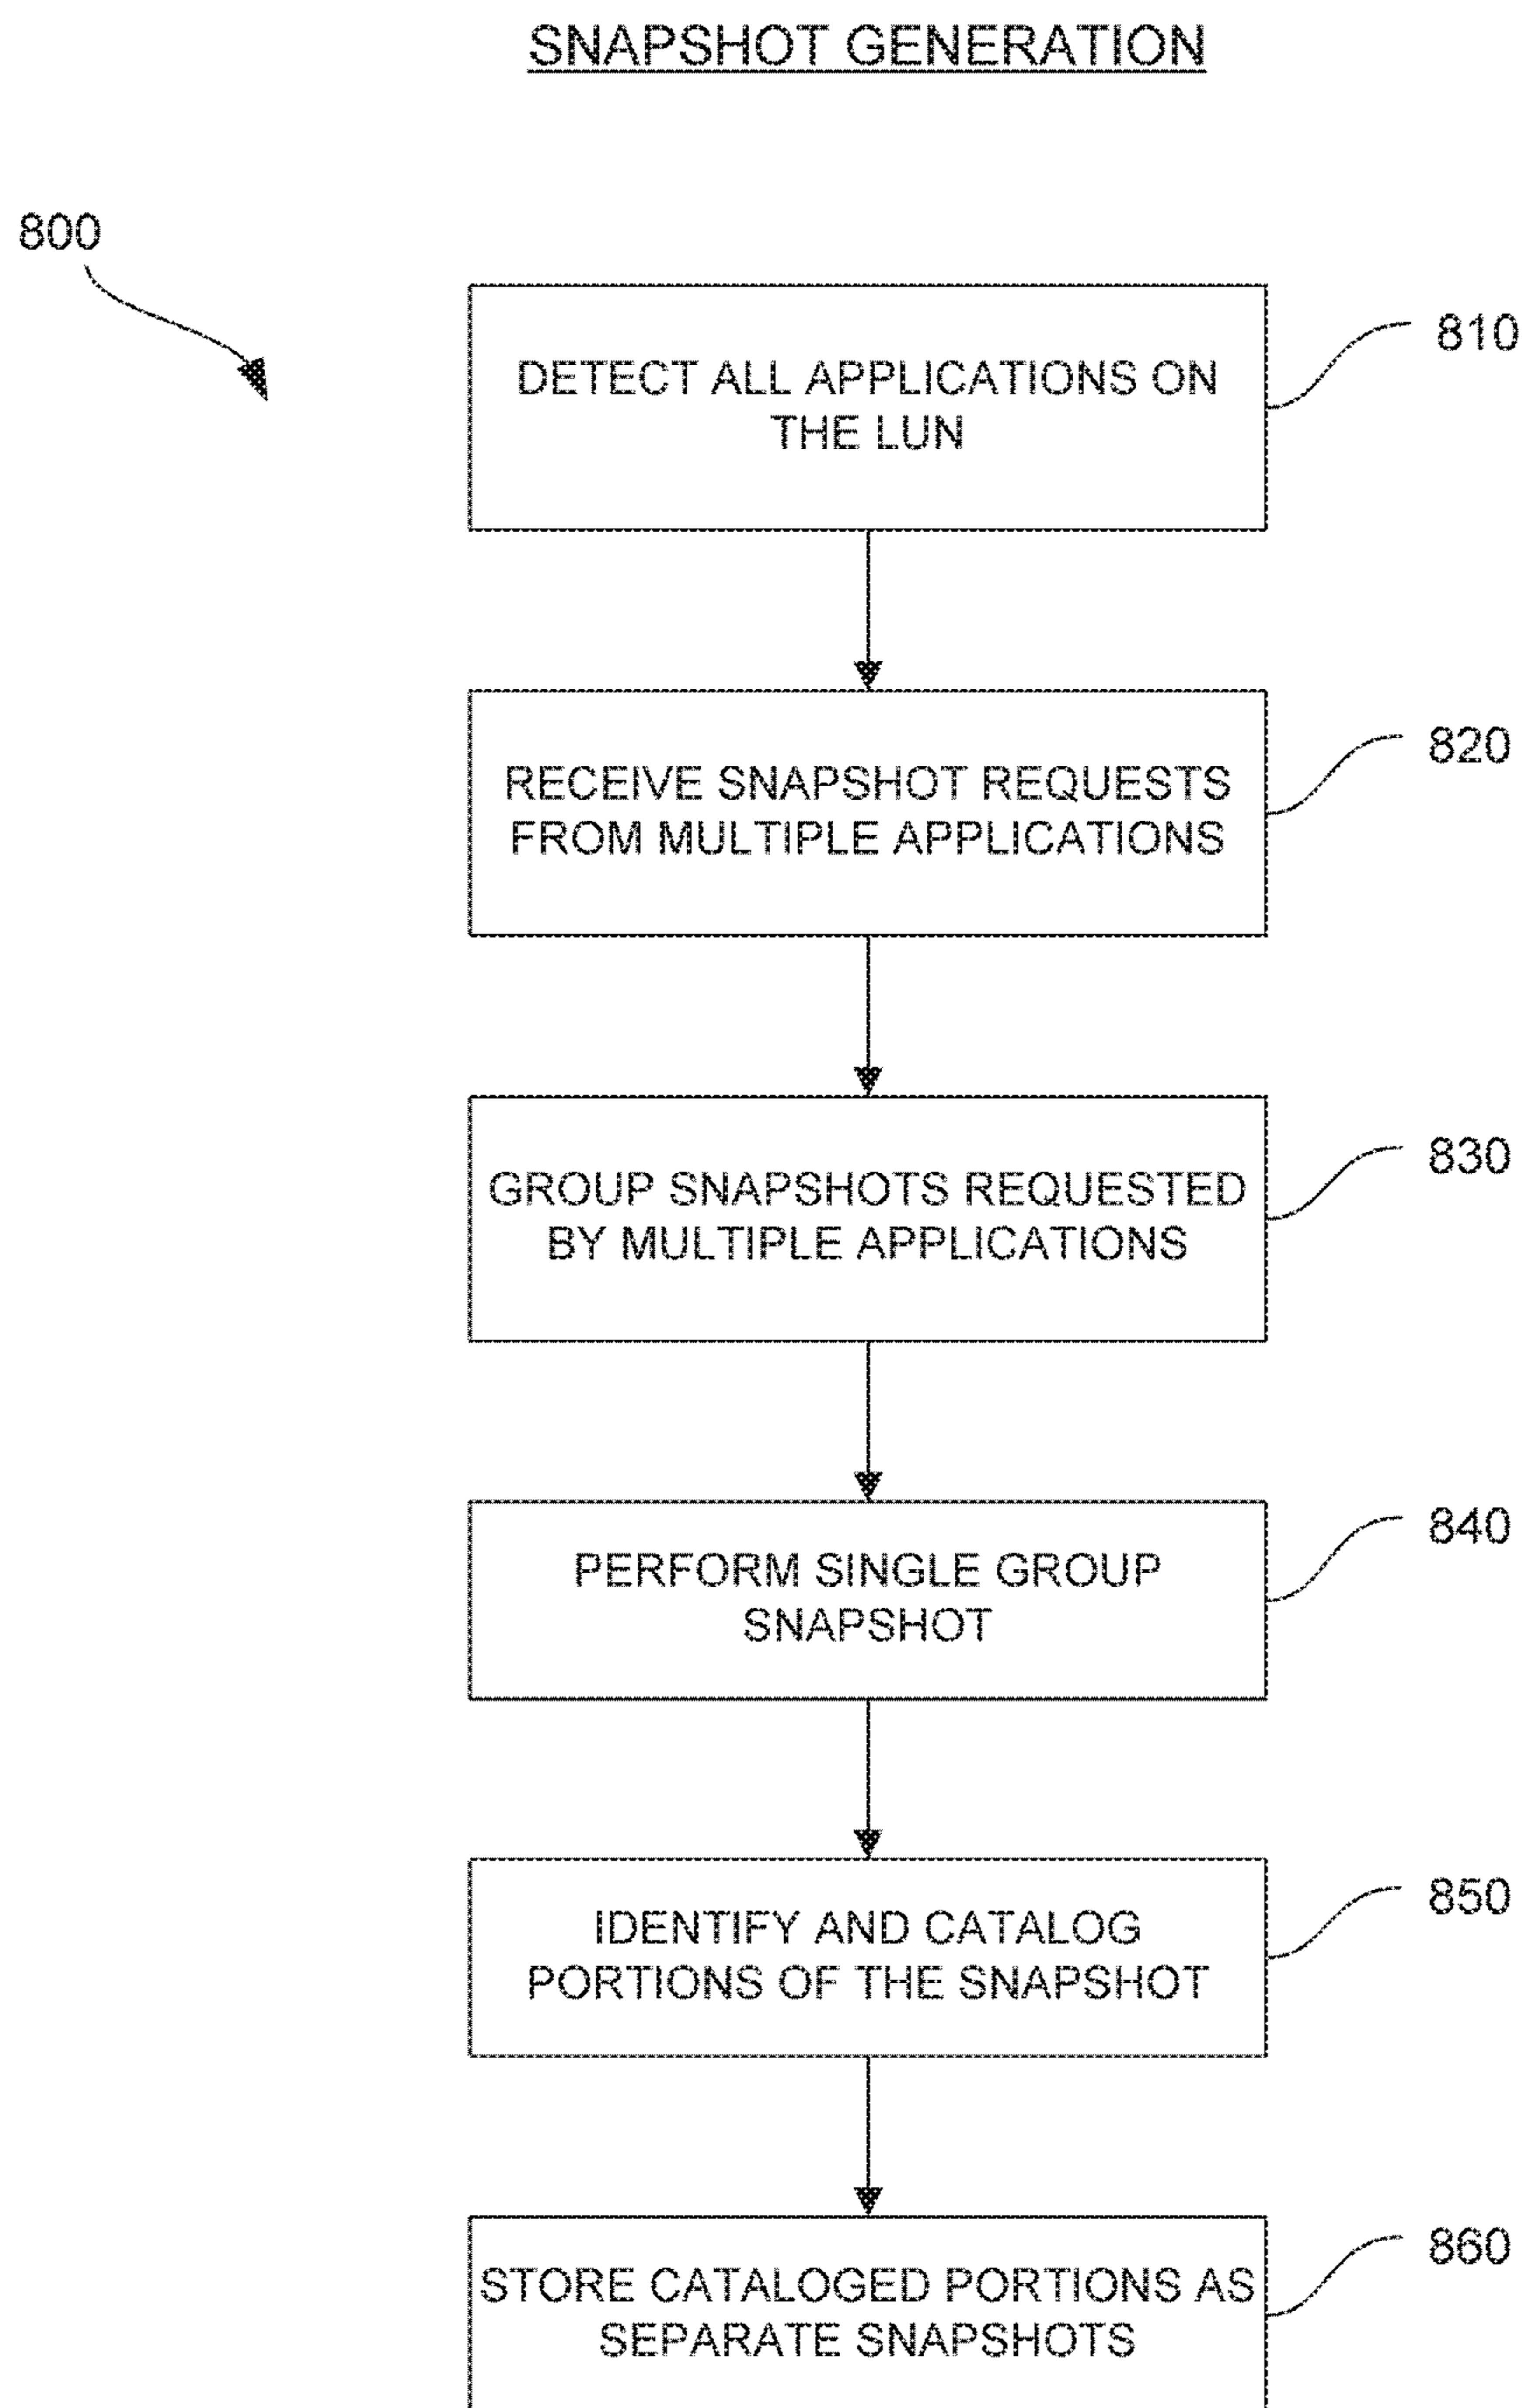 SNAPSHOT GENERATION
800
DETECT ALL APPLICATIONS ON
THE LUN
810
RECEIVE SNAPSHOT REQUESTS
FROM MULTIPLE APPLICATIONS
820
GROUP SNAPSHOTS REQUESTED
BY MULTIPLE APPLICATIONS
830
PERFORM SINGLE GROUP
SNAPSHOT
840
IDENTIFY AND CATALOG
PORTIONS OF THE SNAPSHOT
850
STORE CATALOGED PORTIONS AS
SEPARATE SNAPSHOTS
860